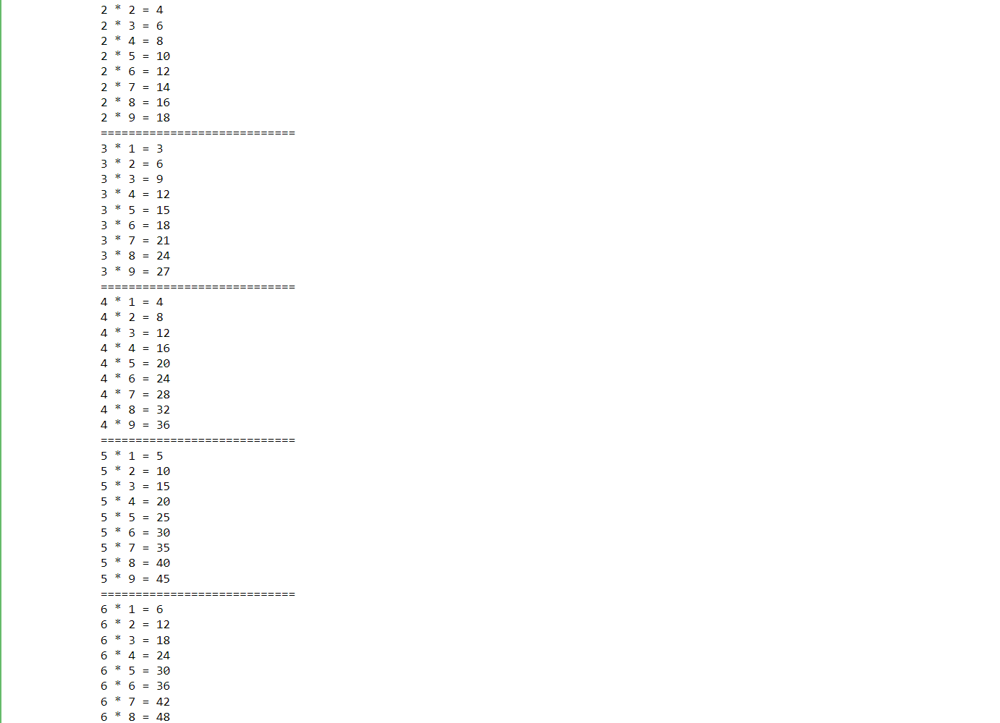 2 * 2 = 4
2 * 3 = 6
2 * 4 = 8
2 * 5 = 10
2 * 6 = 12
2 * 7 = 14
2 * 8 = 16
2 * 9 = 18
============================
3 * 1 = 3
3 * 2 = 6
3 * 3 = 9
3 * 4 = 12
3 * 5 = 15
3 * 6 = 18
3 * 7 = 21
3 * 8 = 24
3 * 9 = 27
============================
4 * 1 = 4
4 * 2 = 8
4 * 3 = 12
4 * 4 = 16
4 * 5 = 20
4 * 6 = 24
4 * 7 = 28
4 * 8 = 32
4 * 9 = 36
============================
5 * 1 = 5
5 * 2 = 10
5 * 3 = 15
5 * 4 = 20
5 * 5 = 25
5 * 6 = 30
5 * 7 = 35
5 * 8 = 40
5 * 9 = 45
============================
6 * 1 = 6
6 * 2 = 12
6 * 3 = 18
6 * 4 = 24
6 * 5 = 30
6 * 6 = 36
6 * 7 = 42
6 * 8 = 48